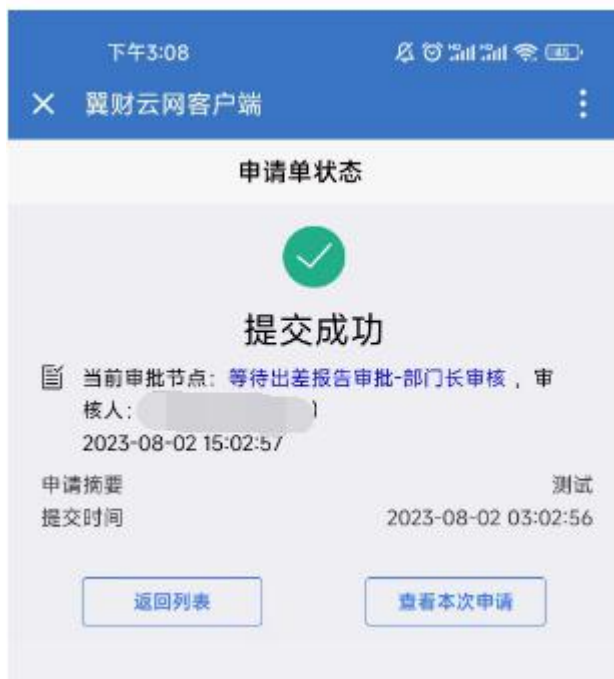 下午3:08
翼财云网客户端
申请单状态
提交成功
当前审批节点：等待出差报告审批-部门长审核，审
核人：
2023-08-02 15:02:57
申请摘要 测试
提交时间 2023-08-02 03:02:56
返回列表 查看本次申请